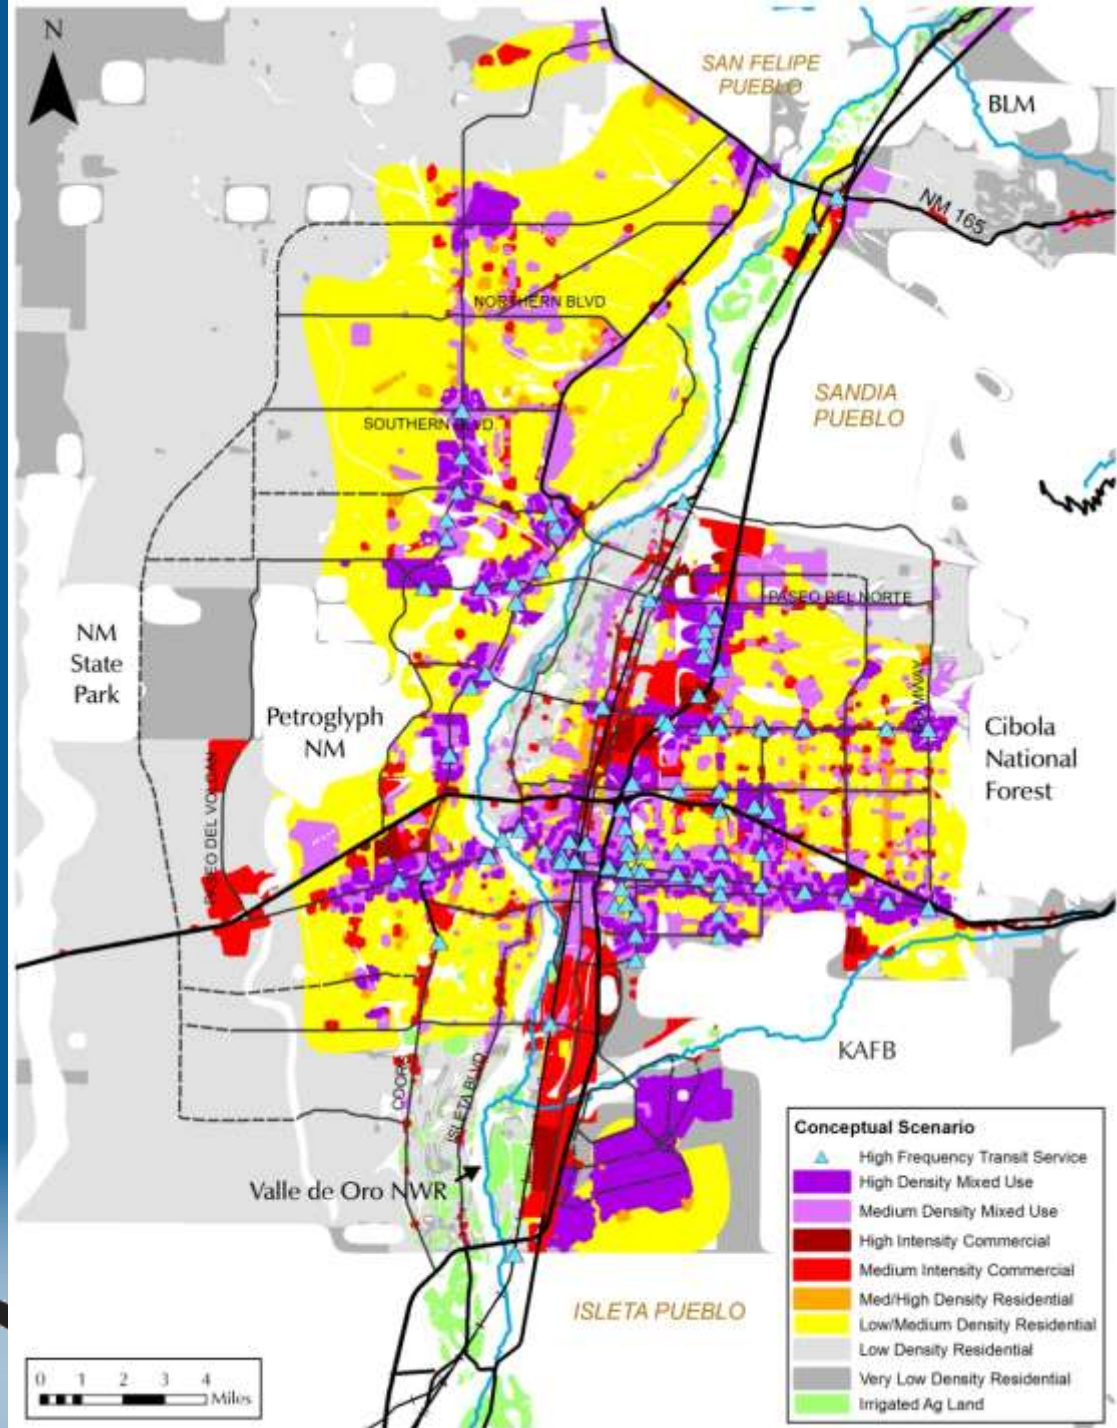 N
SAN FELIPE
PUEBLO
BLM
NM 165
NORTHERN BLVD
SANDIA
PUEBLO
SOUTHERN BLVD.
PASEO DEL NORTE
NM
State
Park
TRAMWAY
Petroglyph
NM
Cibola
National
Forest
PASEO DEL VOLCAN
KAFB
COORS
ISLETA BLVD
Valle de Oro NWR
ISLETA PUEBLO
Conceptual Scenario
High Frequency Transit Service
High Density Mixed Use
Medium Density Mixed Use
High Intensity Commercial
Medium Intensity Commercial
Med/High Density Residential
Low/Medium Density Residential
Low Density Residential
Very Low Density Residential
Irrigated Ag Land
0 1 2 3 4
Miles